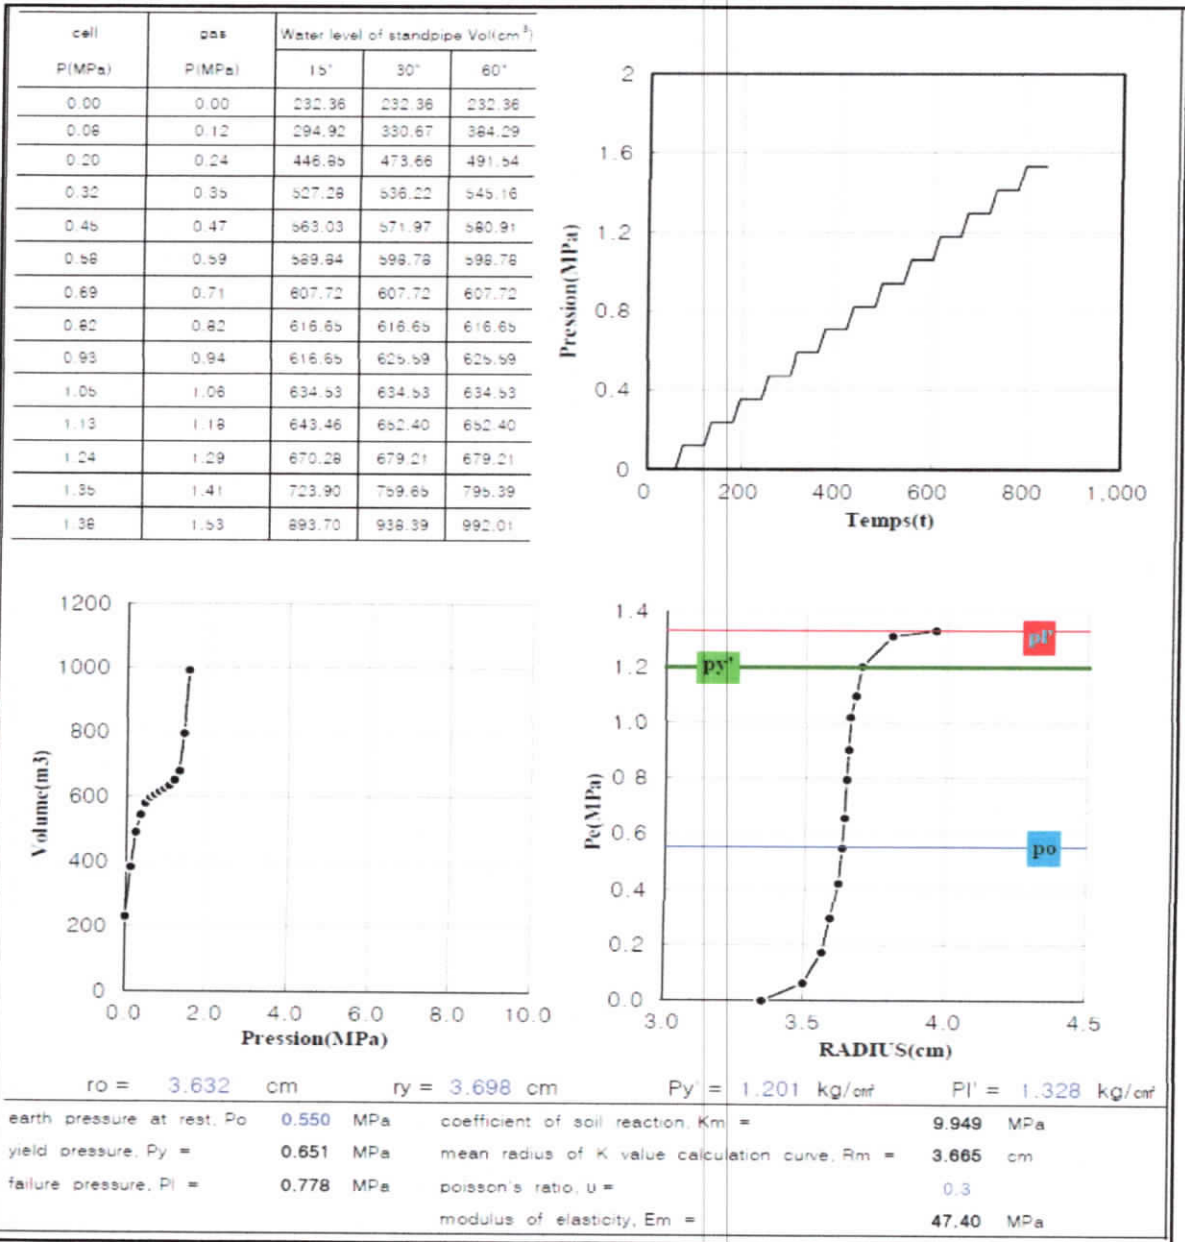 cell gas Water level of standpipe Vol(cm³)
P(MPa) P(MPa) 15" 30" 60"
0.00 0.00 232.36 232.36 232.36
0.08 0.12 294.92 330.67 384.29
0.20 0.24 446.85 473.66 491.54
0.32 0.35 527.28 536.22 545.16
0.45 0.47 563.03 571.97 580.91
0.58 0.59 589.84 598.78 598.78
0.69 0.71 607.72 607.72 607.72
0.82 0.82 616.65 616.65 616.65
0.93 0.94 616.65 625.59 625.59
1.05 1.06 634.53 634.53 634.53
1.13 1.18 643.46 652.40 652.40
1.24 1.29 670.28 679.21 679.21
1.35 1.41 723.90 759.65 795.39
1.38 1.53 893.70 938.39 992.01
2
1.6
1.2
0.8
0.4
0
Pression(MPa)
0 200 400 600 800 1.000
Temps(t)
1200
1000
800
600
400
200
0
Volume(m3)
0.0 2.0 4.0 6.0 8.0 10.0
Pression(MPa)
1.4
1.2
1.0
0.8
0.6
0.4
0.2
0.0
Pe(MPa)
pl'
py'
po
3.0 3.5 4.0 4.5
RADIUS(cm)
ro = 3.632 cm ry = 3.698 cm Py' = 1.201 kg/cm² Pl' = 1.328 kg/cm²
earth pressure at rest, Po 0.550 MPa coefficient of soil reaction, Km = 9.949 MPa
yield pressure, Py = 0.651 MPa mean radius of K value calculation curve, Rm = 3.665 cm
failure pressure, Pl = 0.778 MPa poisson's ratio, υ = 0.3
modulus of elasticity, Em = 47.40 MPa